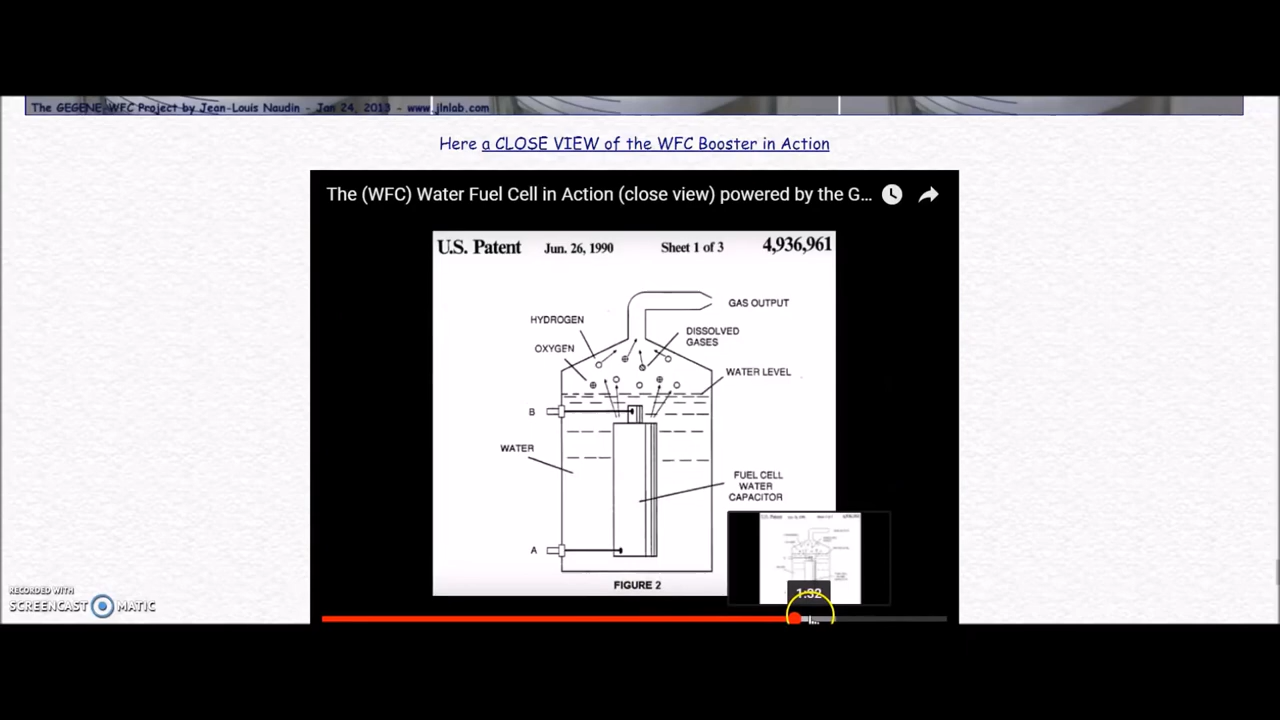 The GEGENE-WFC Project by Jean-Louis Naudin - Jan 24, 2013 - www.jlnlab.com
Here a CLOSE VIEW of the WFC Booster in Action
The (WFC) Water Fuel Cell in Action (close view) powered by the G...
U.S. Patent Jun. 26, 1990 Sheet 1 of 3 4,936,961
GAS OUTPUT
HYDROGEN
DISSOLVED
GASES
OXYGEN
WATER LEVEL
B
WATER
FUEL CELL
WATER
CAPACITOR
A
FIGURE 2
1:32
RECORDED WITH
SCREENCAST MATIC